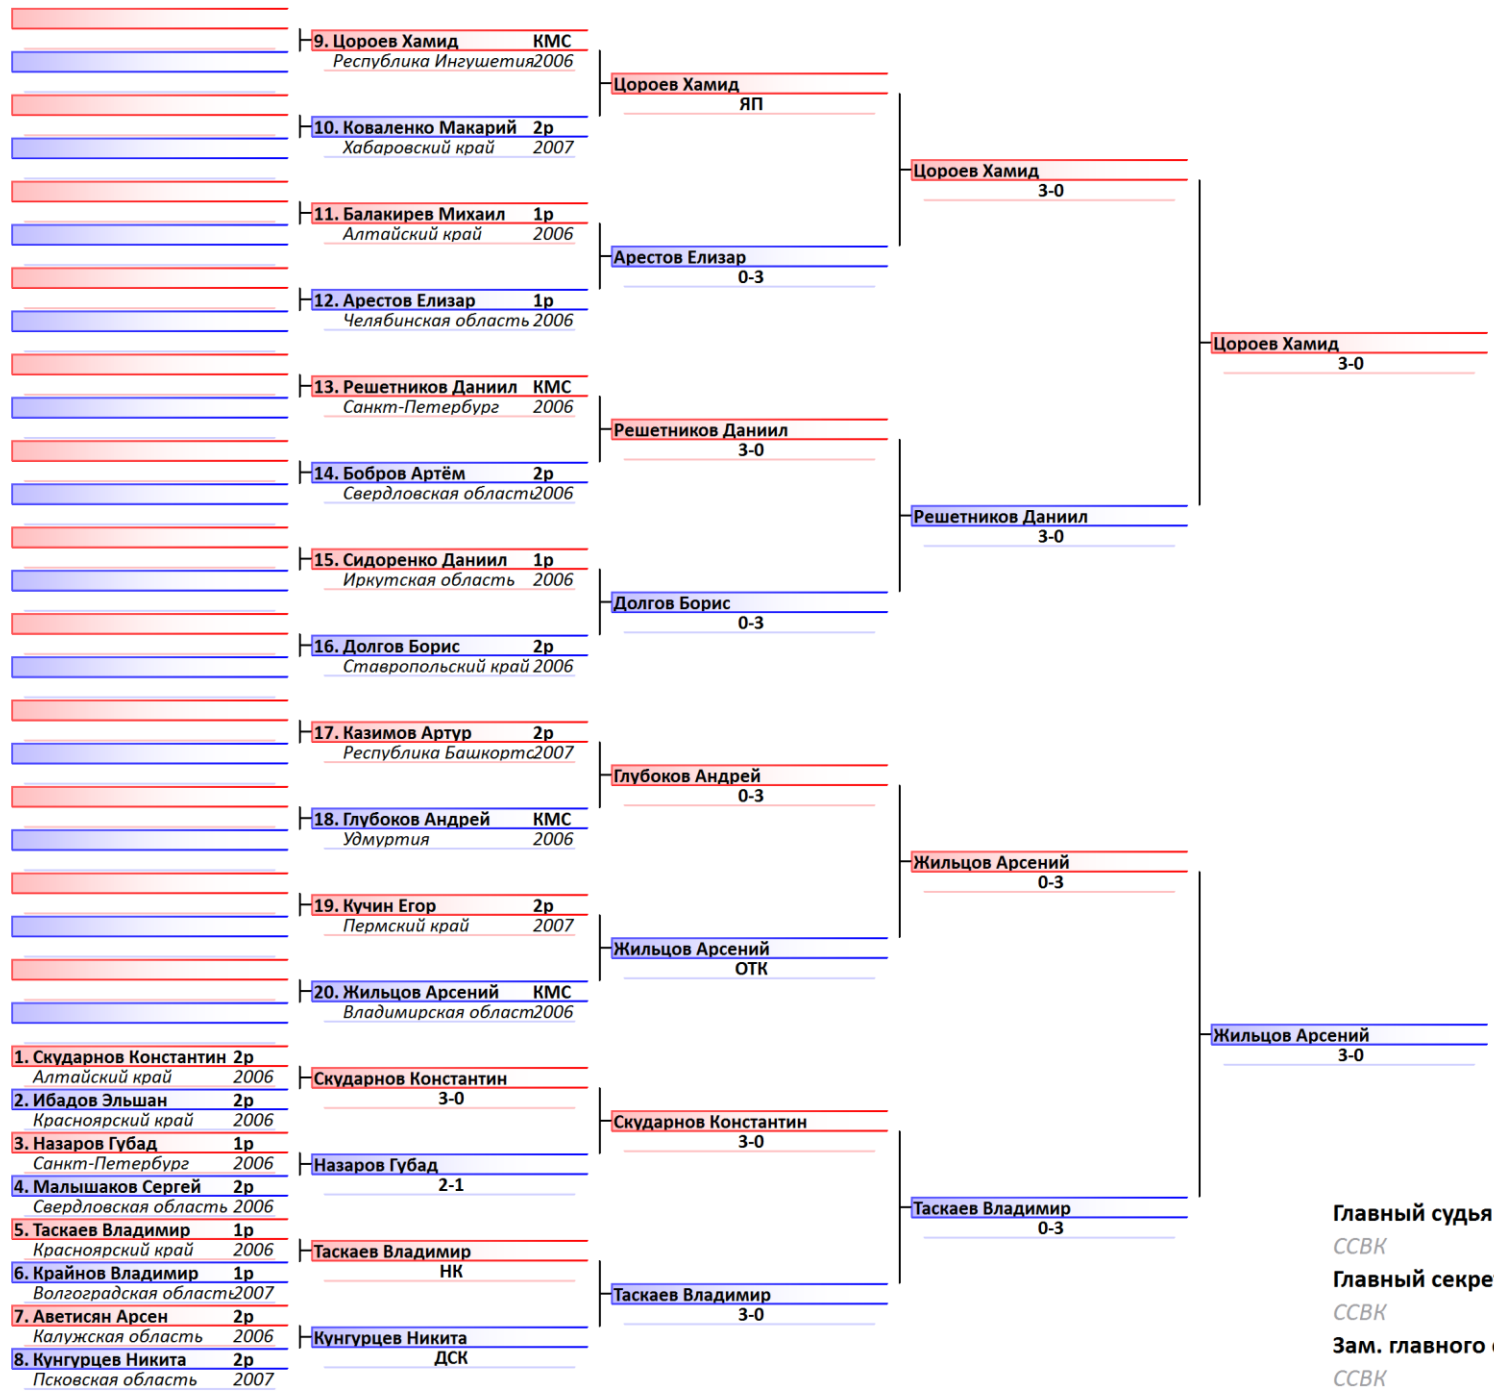 9. Цороев Хамид КМС
Республика Ингушетия 2006
10. Коваленко Макарий 2р
Хабаровский край 2007
11. Балакирев Михаил 1р
Алтайский край 2006
12. Арестов Елизар 1р
Челябинская область 2006
13. Решетников Даниил КМС
Санкт-Петербург 2006
14. Бобров Артём 2р
Свердловская область 2006
15. Сидоренко Даниил 1р
Иркутская область 2006
16. Долгов Борис 2р
Ставропольский край 2006
17. Казимов Артур 2р
Республика Башкортс 2007
18. Глубоков Андрей КМС
Удмуртия 2006
19. Кучин Егор 2р
Пермский край 2007
20. Жильцов Арсений КМС
Владимирская област 2006
1. Скударнов Константин 2р
Алтайский край 2006
2. Ибадов Эльшан 2р
Красноярский край 2006
3. Назаров Губад 1р
Санкт-Петербург 2006
4. Малышаков Сергей 2р
Свердловская область 2006
5. Таскаев Владимир 1р
Красноярский край 2006
6. Крайнов Владимир 1р
Волгоградская область 2007
7. Аветисян Арсен 2р
Калужская область 2006
8. Кунгурцев Никита 2р
Псковская область 2007
Скударнов Константин
3-0
Назаров Губад
2-1
Таскаев Владимир
НК
Кунгурцев Никита
ДСК
Цороев Хамид
ЯП
Арестов Елизар
0-3
Решетников Даниил
3-0
Долгов Борис
0-3
Глубоков Андрей
0-3
Жильцов Арсений
ОТК
Скударнов Константин
3-0
Таскаев Владимир
3-0
Цороев Хамид
3-0
Решетников Даниил
3-0
Жильцов Арсений
0-3
Таскаев Владимир
0-3
Цороев Хамид
3-0
Жильцов Арсений
3-0
Главный судья
ССВК
Главный секре
ССВК
Зам. главного
ССВК